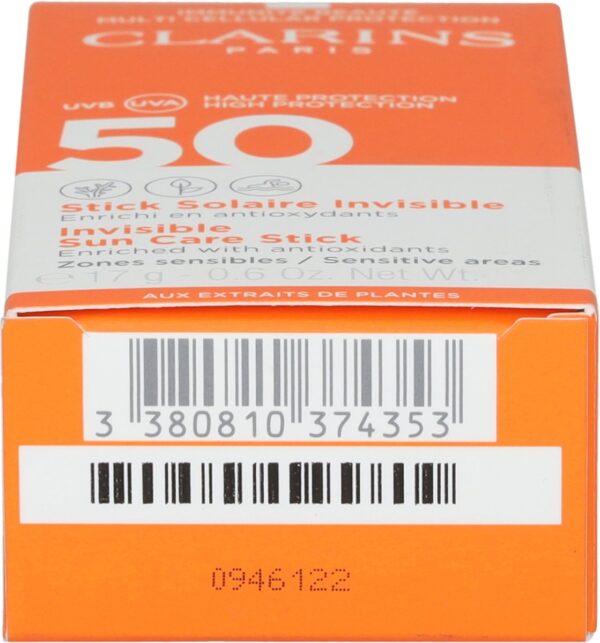 MULTI CELLULAR PROTECTION
CLARINS
PARIS
UVB UVA HAUTE PROTECTION
HIGH PROTECTION
50
Stick Solaire Invisible
Enrichi en antioxydants
Invisible
Sun Care Stick
Enriched with antioxidants
Zones sensibles / Sensitive areas
e 17 g - 0.6 Oz. Net Wt.
AUX EXTRAITS DE PLANTES
3 380810 374353
0946122